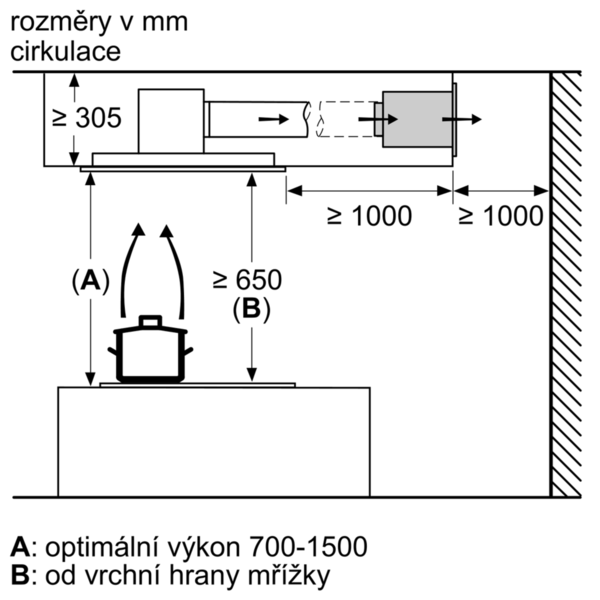 rozměry v mm
cirkulace
≥ 305
≥ 1000
≥ 1000
(A)
≥ 650
(B)
A: optimální výkon 700-1500
B: od vrchní hrany mřížky